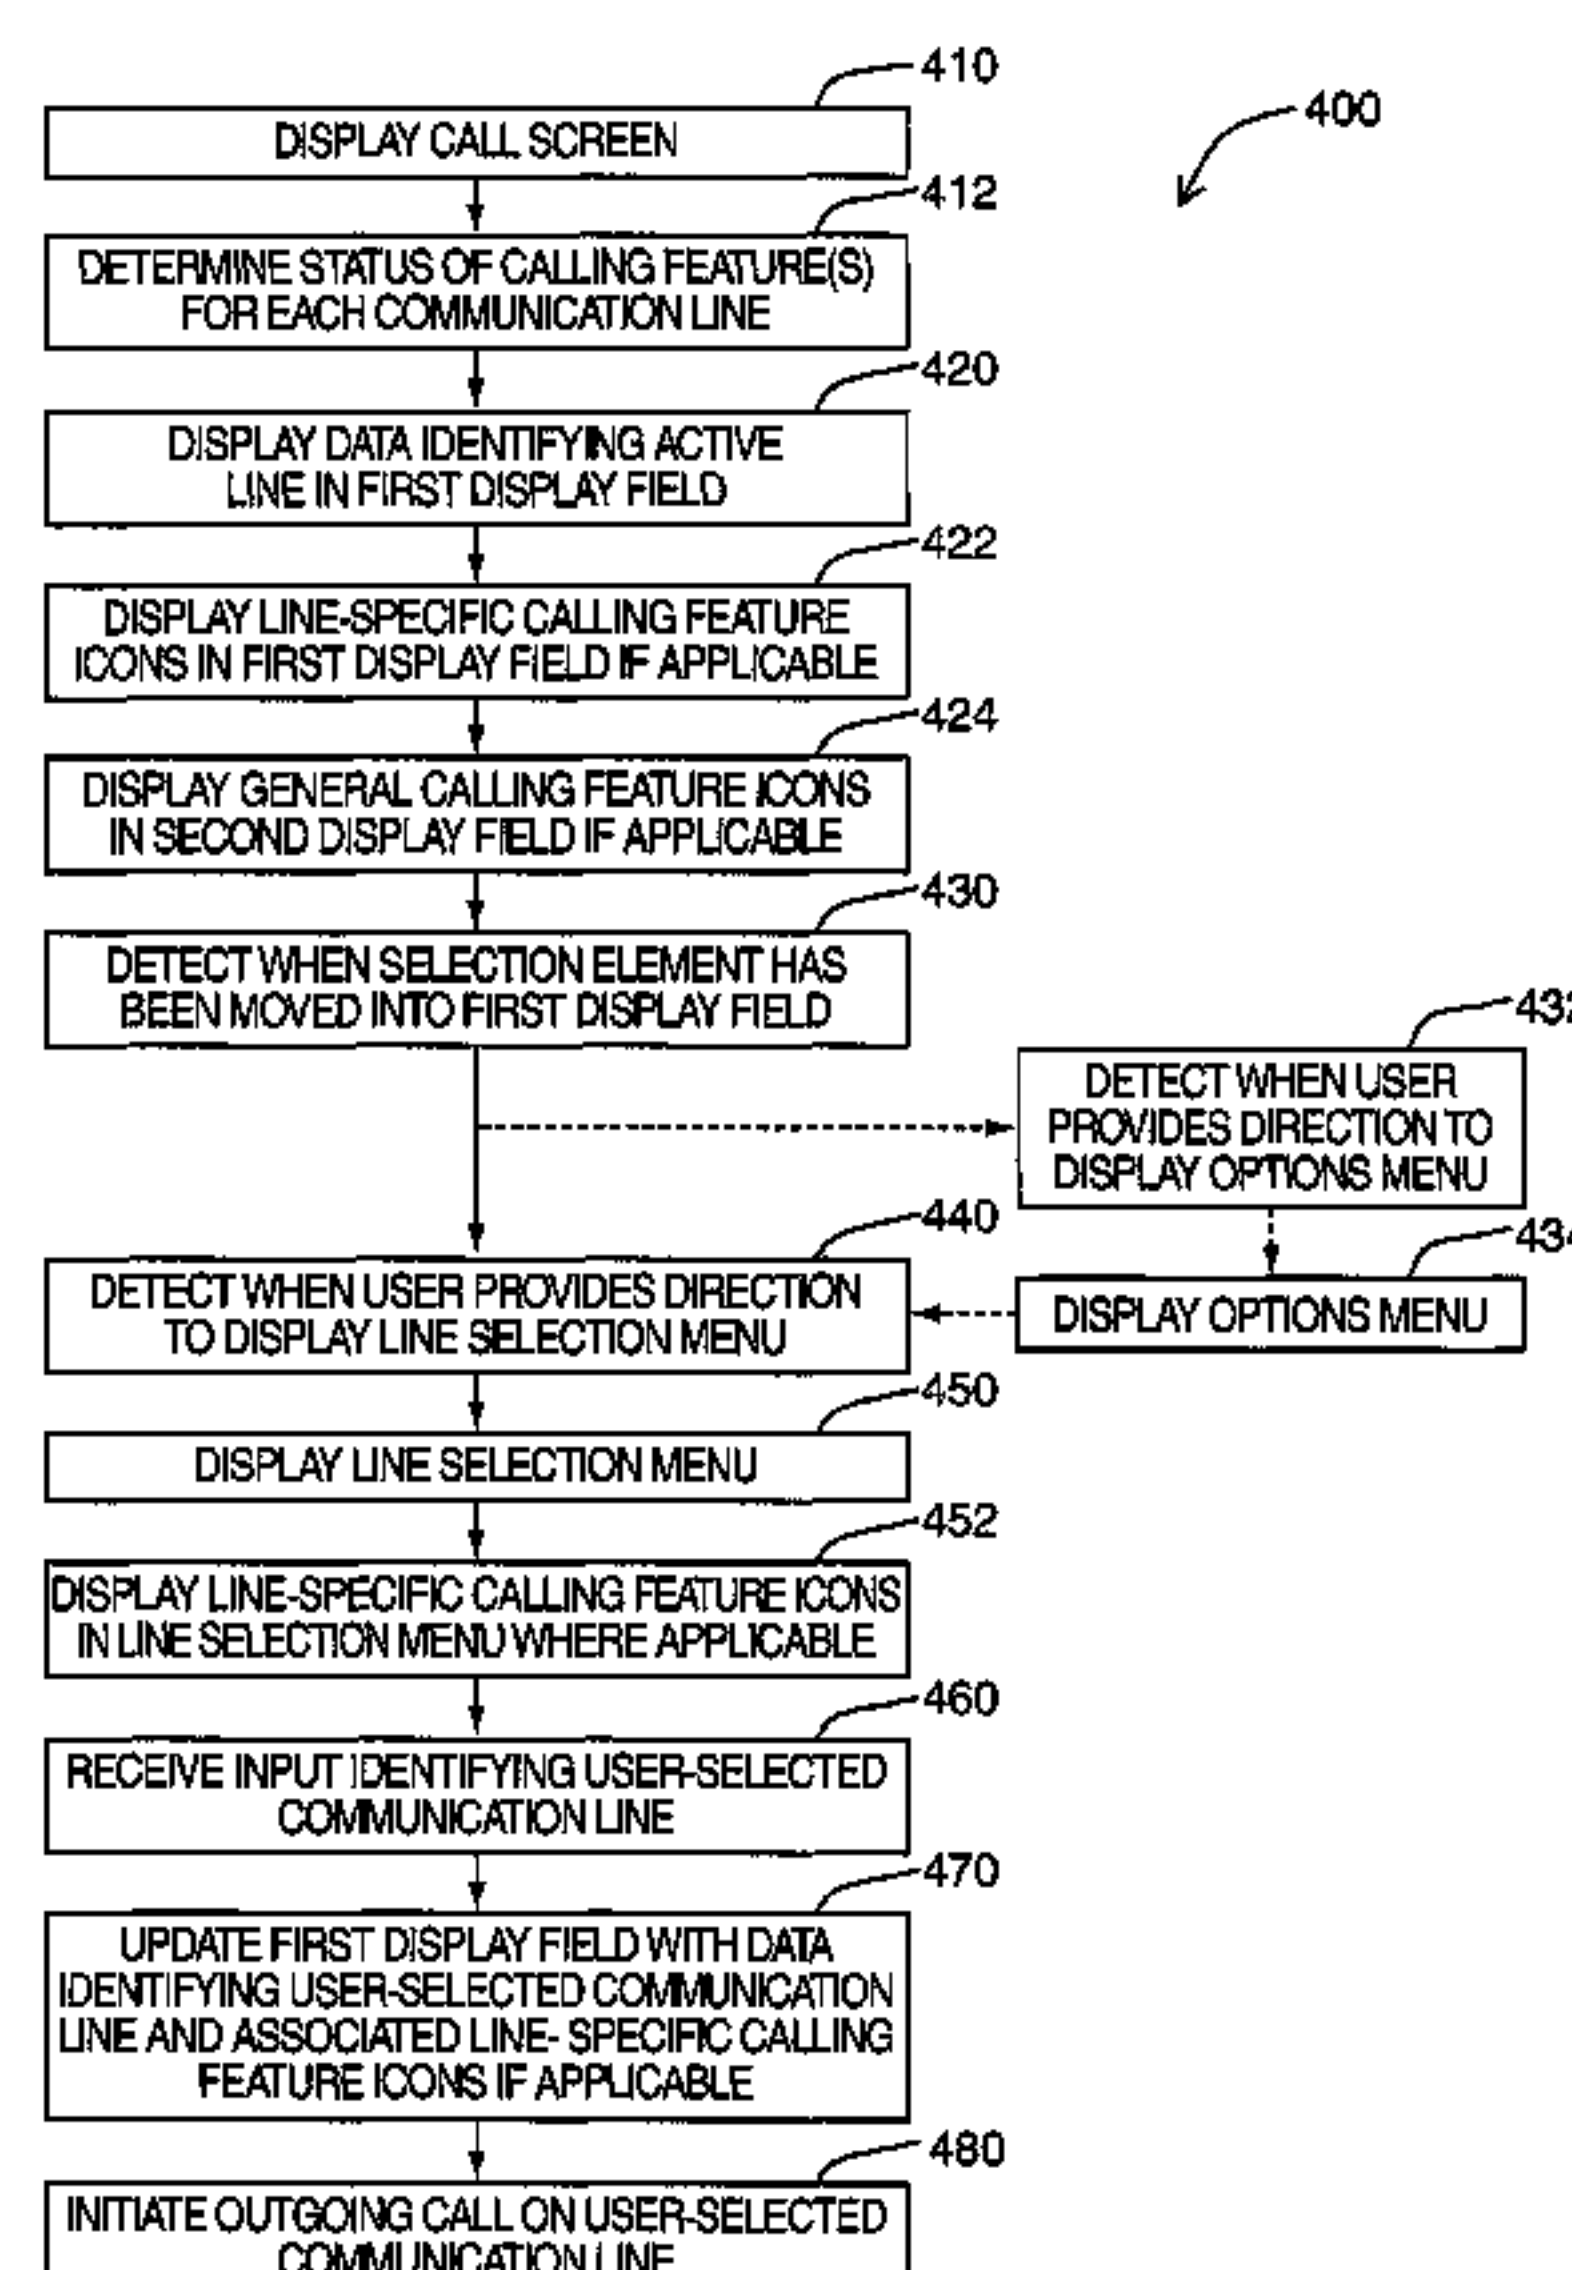 410
400
DISPLAY CALL SCREEN
412
DETERMINE STATUS OF CALLING FEATURE(S)
FOR EACH COMMUNICATION LINE
420
DISPLAY DATA IDENTIFYING ACTIVE
LINE IN FIRST DISPLAY FIELD
422
DISPLAY LINE-SPECIFIC CALLING FEATURE
ICONS IN FIRST DISPLAY FIELD IF APPLICABLE
424
DISPLAY GENERAL CALLING FEATURE ICONS
IN SECOND DISPLAY FIELD IF APPLICABLE
430
DETECT WHEN SELECTION ELEMENT HAS
BEEN MOVED INTO FIRST DISPLAY FIELD
432
DETECT WHEN USER
PROVIDES DIRECTION TO
DISPLAY OPTIONS MENU
434
DISPLAY OPTIONS MENU
440
DETECT WHEN USER PROVIDES DIRECTION
TO DISPLAY LINE SELECTION MENU
450
DISPLAY LINE SELECTION MENU
452
DISPLAY LINE-SPECIFIC CALLING FEATURE ICONS
IN LINE SELECTION MENU WHERE APPLICABLE
460
RECEIVE INPUT IDENTIFYING USER-SELECTED
COMMUNICATION LINE
470
UPDATE FIRST DISPLAY FIELD WITH DATA
IDENTIFYING USER-SELECTED COMMUNICATION
LINE AND ASSOCIATED LINE- SPECIFIC CALLING
FEATURE ICONS IF APPLICABLE
480
INITIATE OUTGOING CALL ON USER-SELECTED
COMMUNICATION LINE